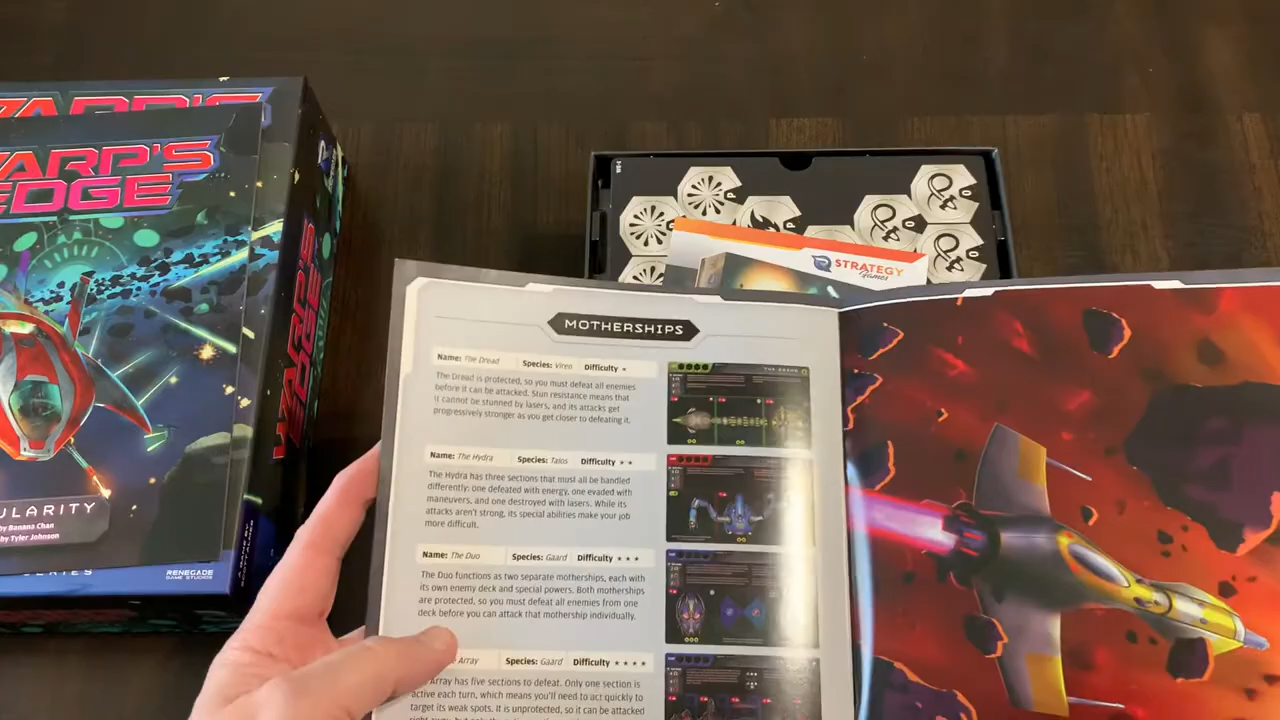 WARP'S
EDGE
ULARITY
by Banana Chan
by Tyler Johnson
SERIES
RENEGADE
GAME STUDIOS
WARP'S
EDGE
STRATEGY
Games
MOTHERSHIPS
Name: The Dread Species: Viren Difficulty ★
The Dread is protected, so you must defeat all enemies
before it can be attacked. Stun resistance means that
it cannot be stunned by lasers, and its attacks get
progressively stronger as you get closer to defeating it.
THE DREAD
Name: The Hydra Species: Talos Difficulty ★ ★
The Hydra has three sections that must all be handled
differently: one defeated with energy, one evaded with
maneuvers, and one destroyed with lasers. While its
attacks aren't strong, its special abilities make your job
more difficult.
Name: The Duo Species: Gaard Difficulty ★ ★ ★
The Duo functions as two separate motherships, each with
its own enemy deck and special powers. Both motherships
are protected, so you must defeat all enemies from one
deck before you can attack that mothership individually.
Array Species: Gaard Difficulty ★ ★ ★ ★
Array has five sections to defeat. Only one section is
active each turn, which means you'll need to act quickly to
target its weak spots. It is unprotected, so it can be attacked